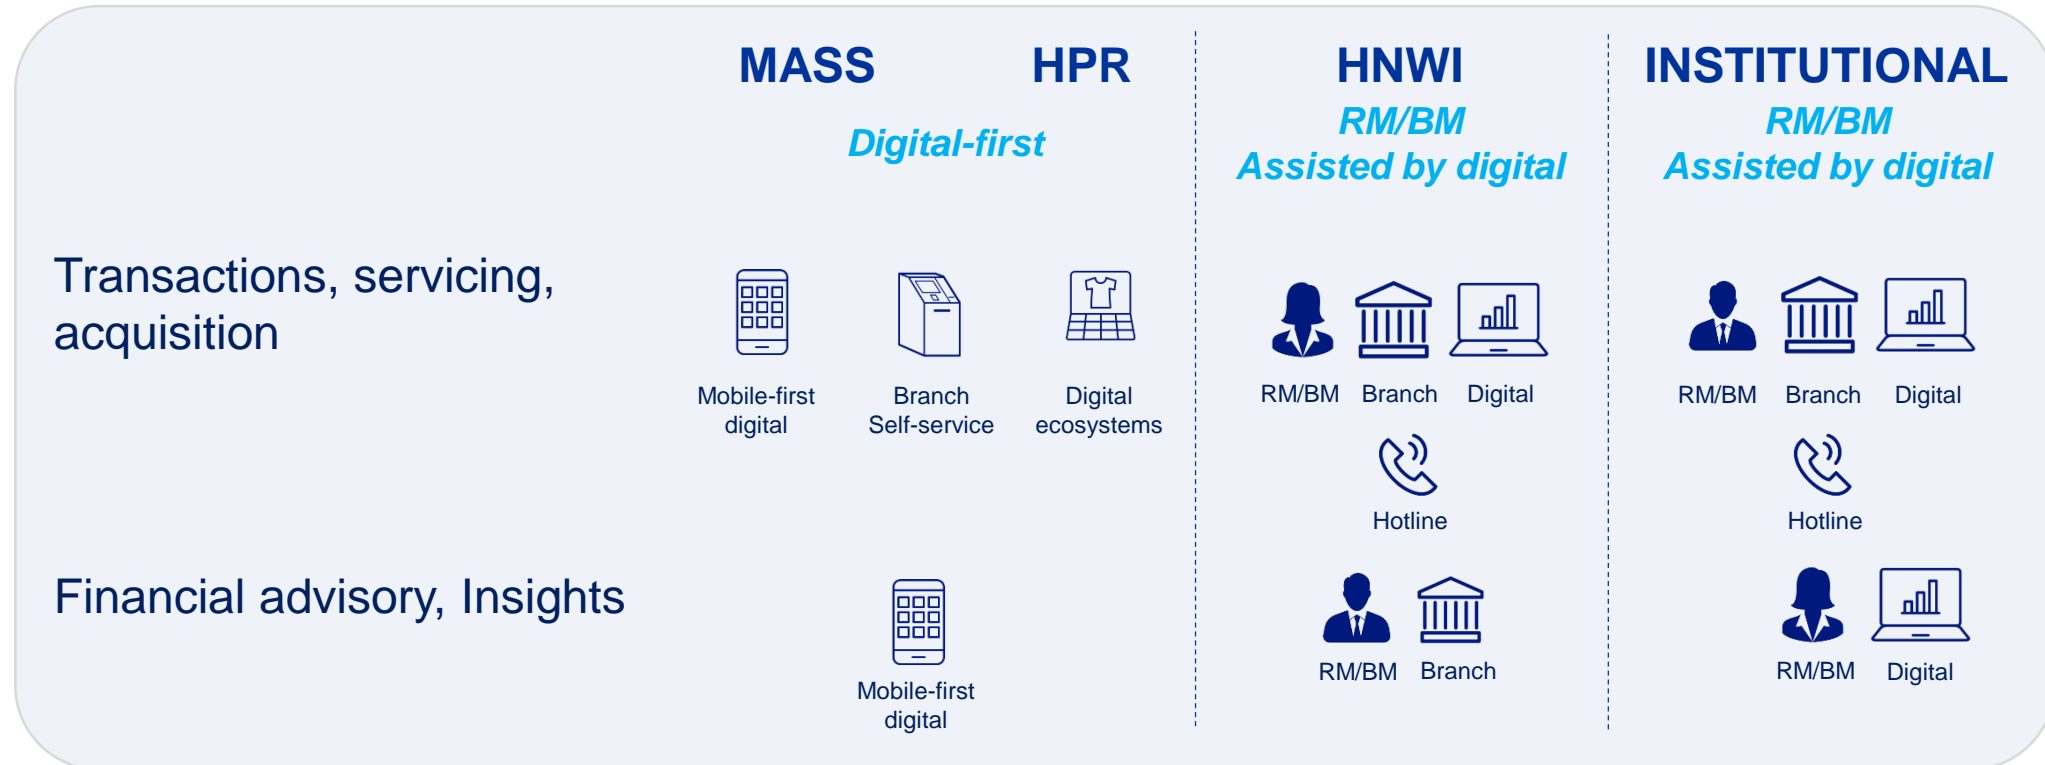 MASS
HPR
HNWI
INSTITUTIONAL
Digital-first
RM/BM
Assisted by digital
RM/BM
Assisted by digital
Transactions, servicing,
acquisition
Mobile-first
digital
Branch
Self-service
Digital
ecosystems
RM/BM
Branch
Digital
Hotline
RM/BM
Branch
Digital
Hotline
Financial advisory, Insights
Mobile-first
digital
RM/BM
Branch
RM/BM
Digital